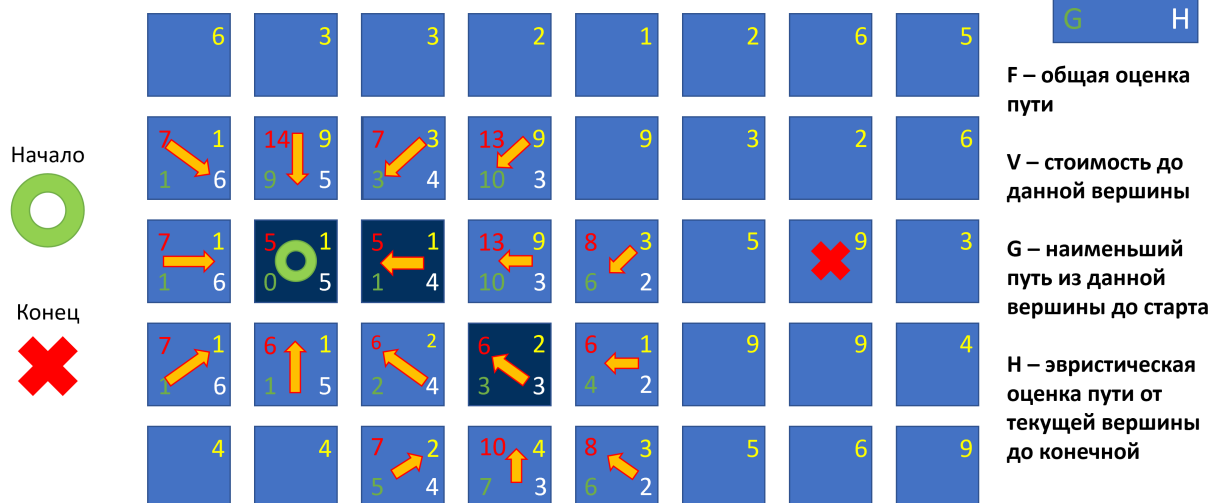 6 3 3 2 1 2 6 5
G H
7 1 14 9 7 3 13 9 9 3 2 6
1 6 9 5 3 4 10 3
Начало
7 1 5 1 5 1 13 9 8 3 5 9 3
1 6 0 5 1 4 10 3 6 2
Конец
7 1 6 1 6 2 6 2 6 1 9 9 4
1 6 1 5 2 4 3 3 4 2
4 4 7 2 10 4 8 3 5 6 9
5 4 7 3 6 2
F – общая оценка
пути
V – стоимость до
данной вершины
G – наименьший
путь из данной
вершины до старта
H – эвристическая
оценка пути от
текущей вершины
до конечной